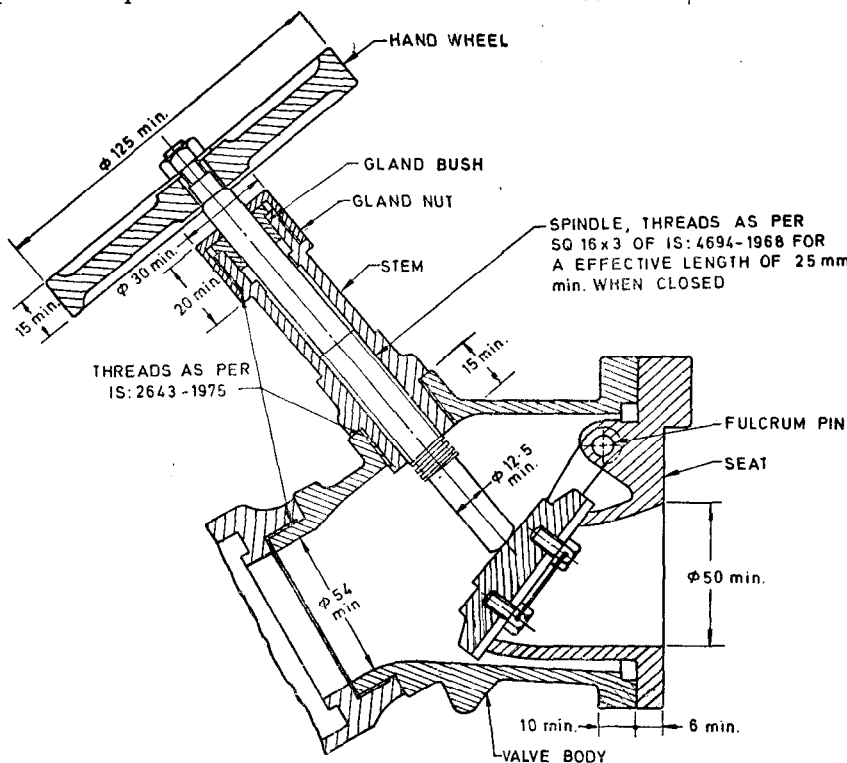 HAND WHEEL
φ 125 min.
GLAND BUSH
GLAND NUT
SPINDLE, THREADS AS PER
SQ 16x3 OF IS:4694-1968 FOR
A EFFECTIVE LENGTH OF 25 mm
min. WHEN CLOSED
STEM
φ 30 min.
20 min.
15 min.
15 min.
THREADS AS PER
IS:2643-1975
FULCRUM PIN
SEAT
φ 12·5
min.
φ 54
min
φ 50 min.
10 min.
6 min.
VALVE BODY